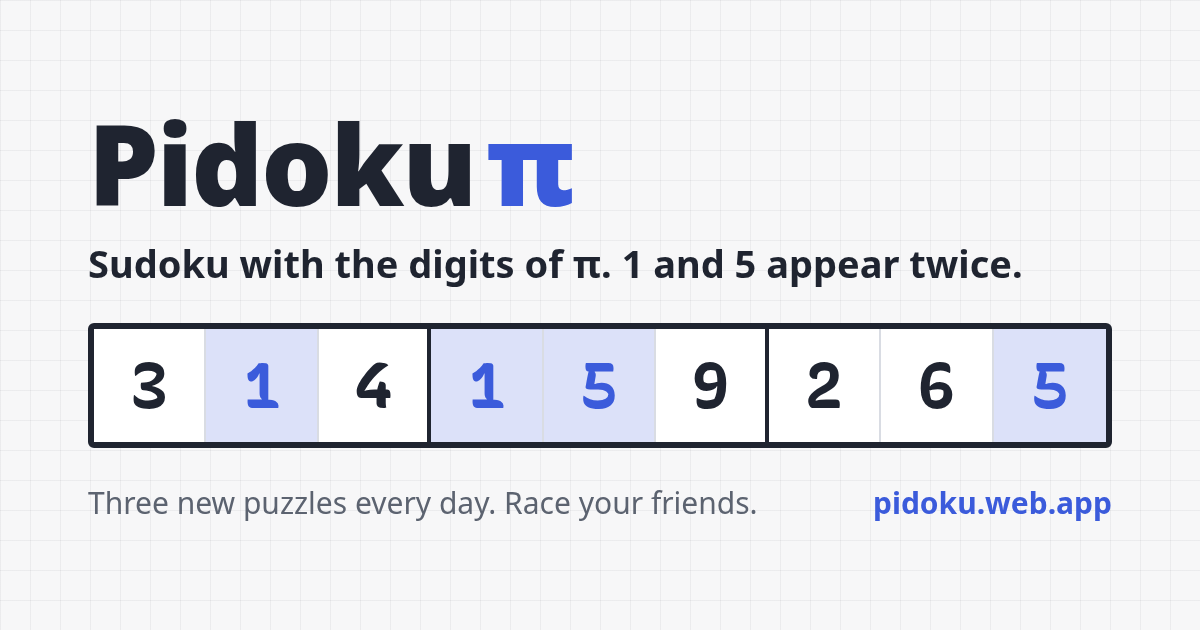 Pidoku π
Sudoku with the digits of π. 1 and 5 appear twice.
3 1 4 1 5 9 2 6 5
Three new puzzles every day. Race your friends. pidoku.web.app